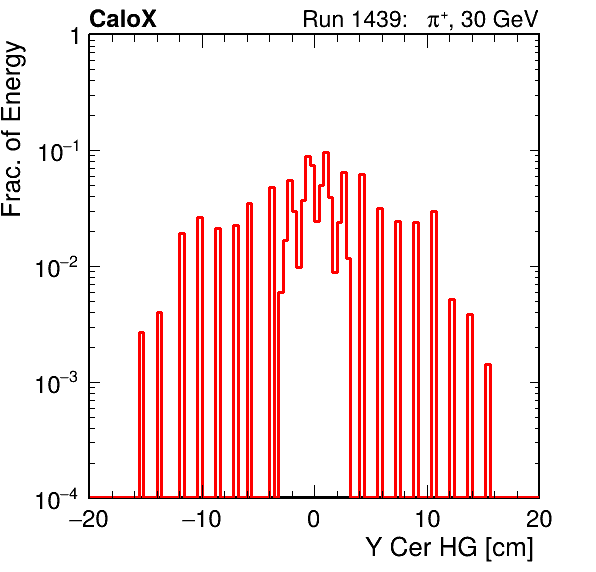 CaloX Run 1439: π⁺, 30 GeV
Frac. of Energy
1
10⁻¹
10⁻²
10⁻³
10⁻⁴
−20 −10 0 10 20
Y Cer HG [cm]